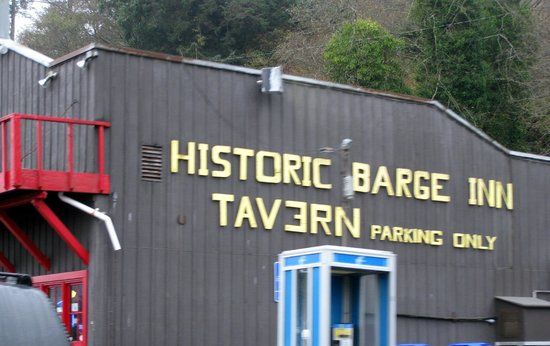 HISTORIC BARGE INN
TAVƎRN PARKING ONLY